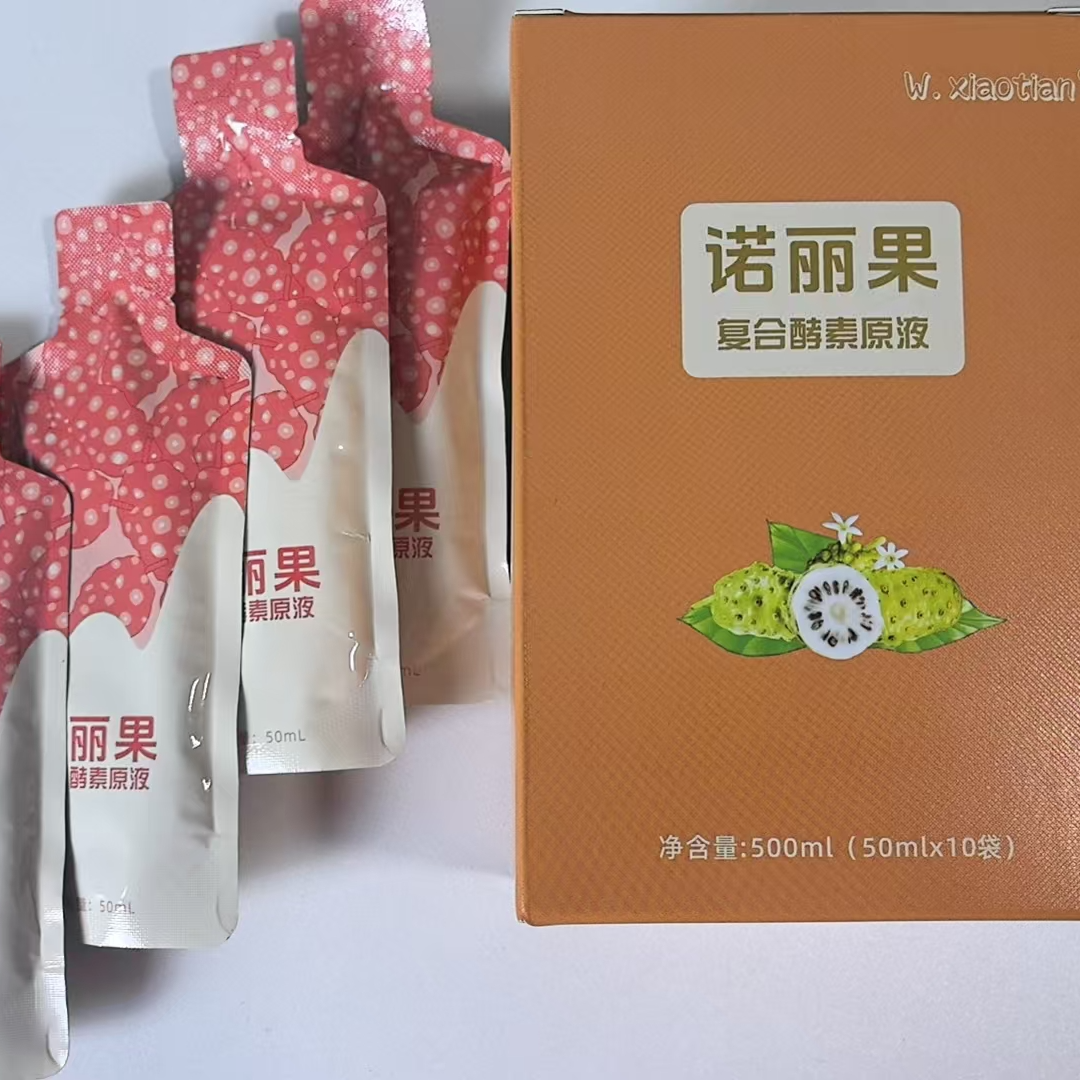 W. xiaotian
诺丽果
复合酵素原液
净含量:500ml（50mlx10袋）
果
原液
mL
丽果
素原液
: 50mL
丽果
酵素原液
量: 50mL